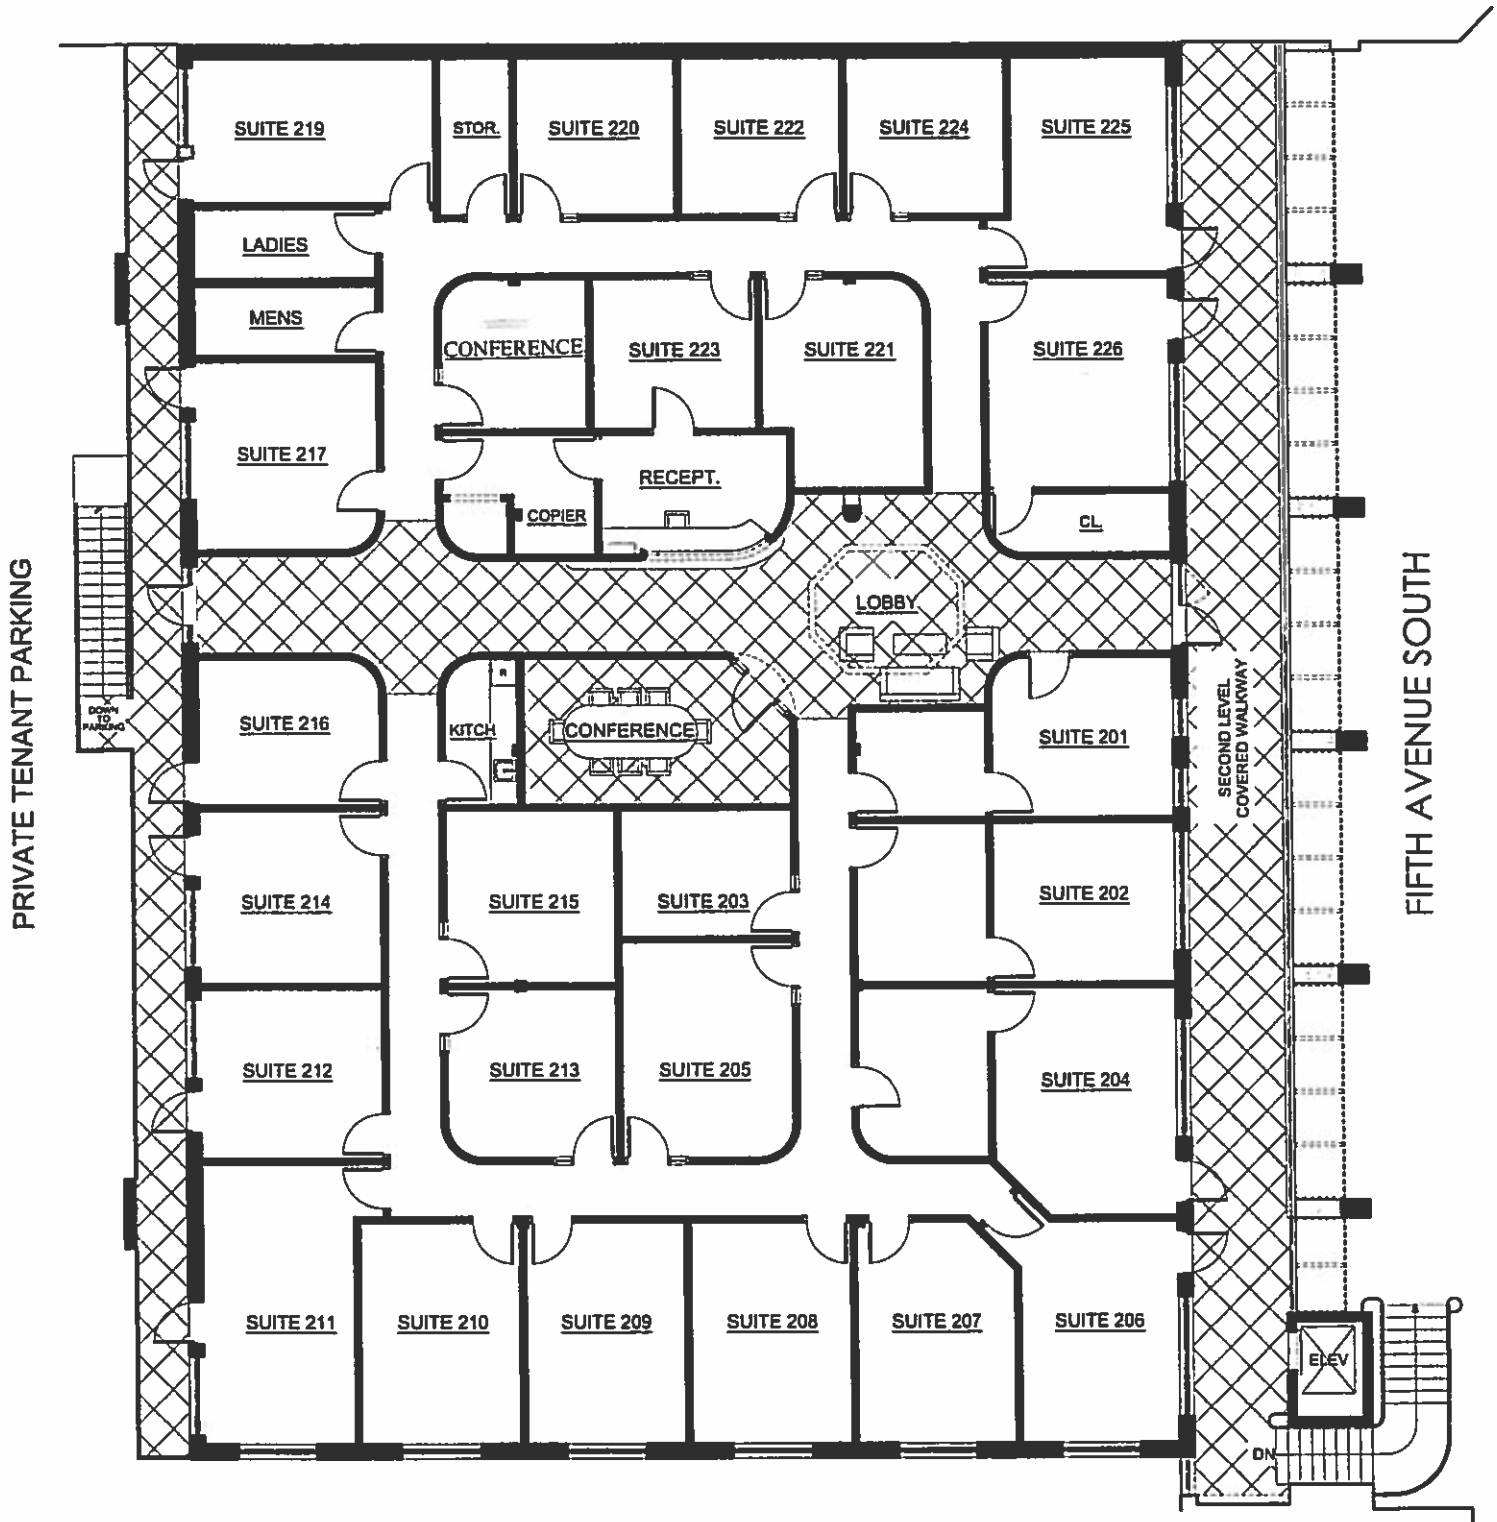 SUITE 219
STOR.
SUITE 220
SUITE 222
SUITE 224
SUITE 225
LADIES
MENS
CONFERENCE
SUITE 223
SUITE 221
SUITE 226
SUITE 217
RECEPT.
COPIER
CL.
LOBBY
PRIVATE TENANT PARKING
FIFTH AVENUE SOUTH
DOWN
TO
PARKING
SUITE 216
KITCH
CONFERENCE
SUITE 201
SECOND LEVEL
COVERED WALKWAY
SUITE 214
SUITE 215
SUITE 203
SUITE 202
SUITE 212
SUITE 213
SUITE 205
SUITE 204
SUITE 211
SUITE 210
SUITE 209
SUITE 208
SUITE 207
SUITE 206
ELEV
DN